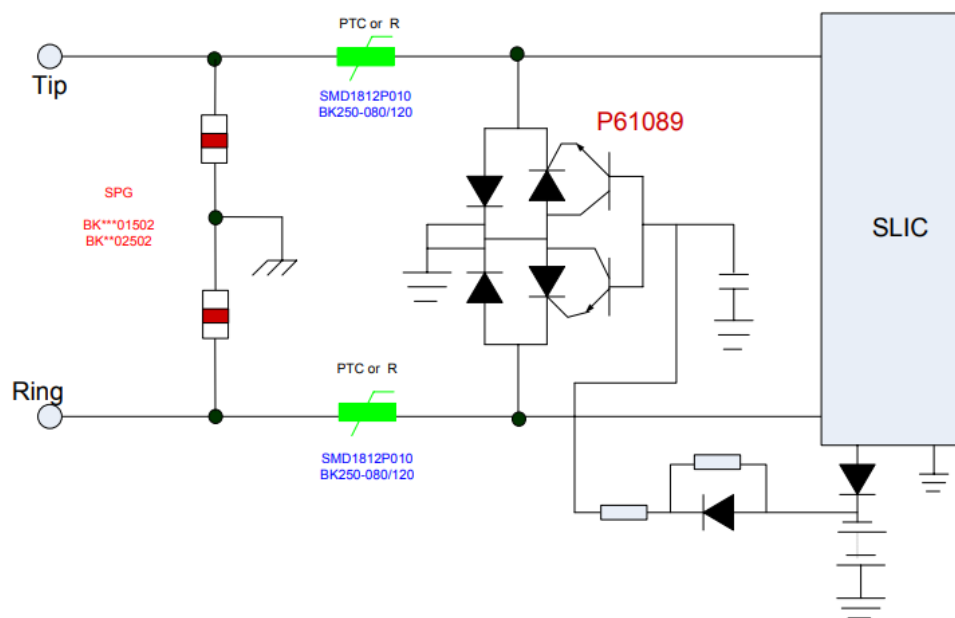 PTC or R
Tip
SMD1812P010
BK250-080/120
P61089
SPG
BK***01502
BK**02502
SLIC
PTC or R
Ring
SMD1812P010
BK250-080/120